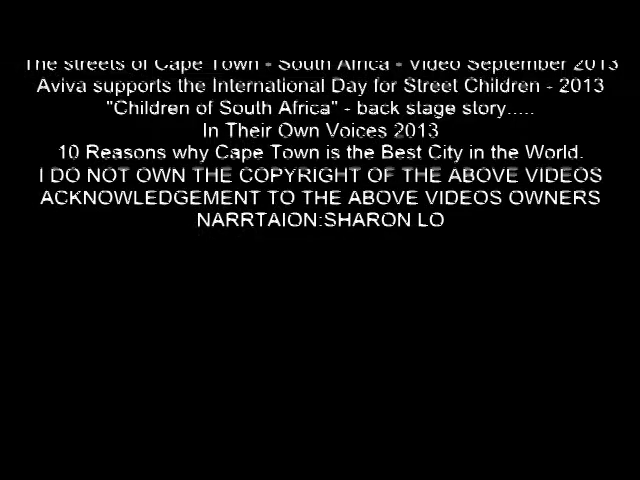 The streets of Cape Town - South Africa - Video September 2013
Aviva supports the International Day for Street Children - 2013
"Children of South Africa" - back stage story.....
In Their Own Voices 2013
10 Reasons why Cape Town is the Best City in the World.
I DO NOT OWN THE COPYRIGHT OF THE ABOVE VIDEOS
ACKNOWLEDGEMENT TO THE ABOVE VIDEOS OWNERS
NARRTAION:SHARON LO